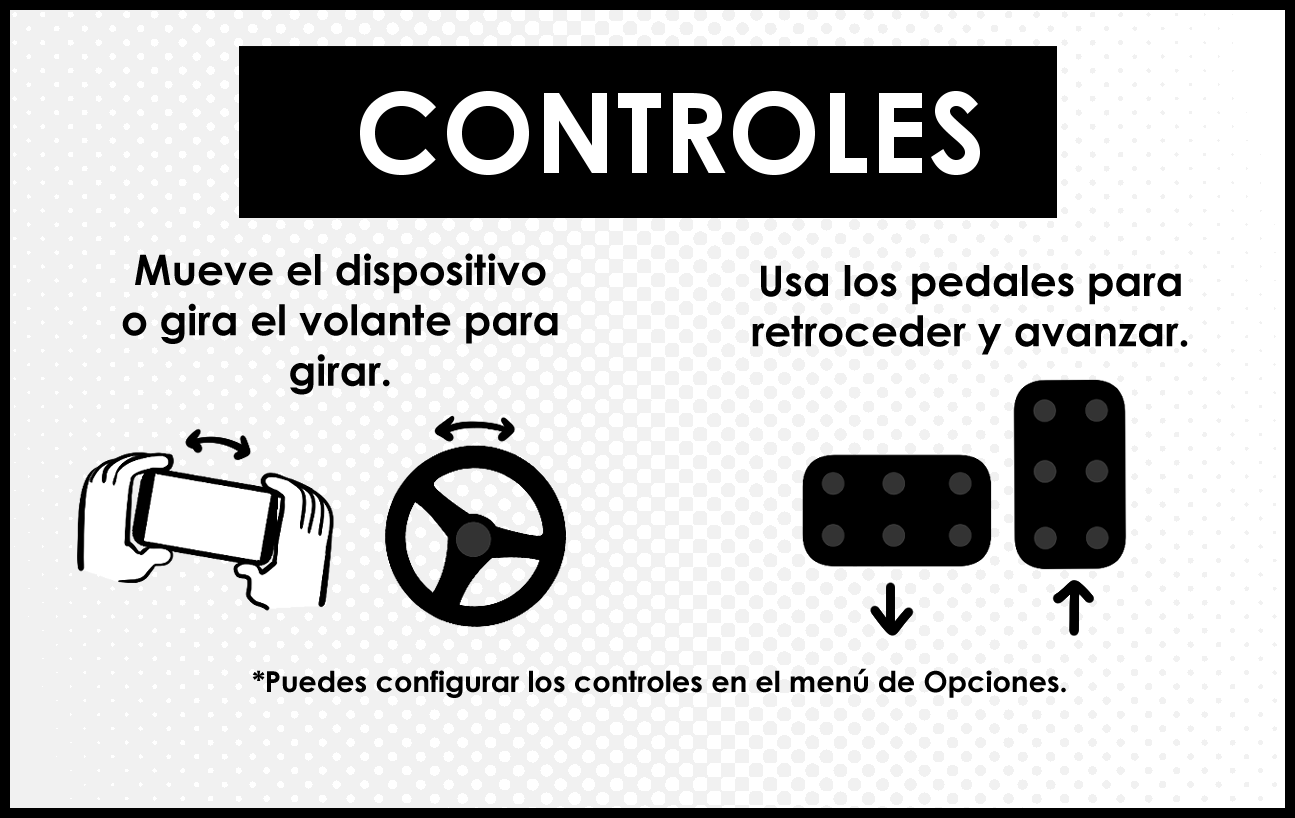 CONTROLES
Mueve el dispositivo
o gira el volante para
girar.
Usa los pedales para
retroceder y avanzar.
*Puedes configurar los controles en el menú de Opciones.